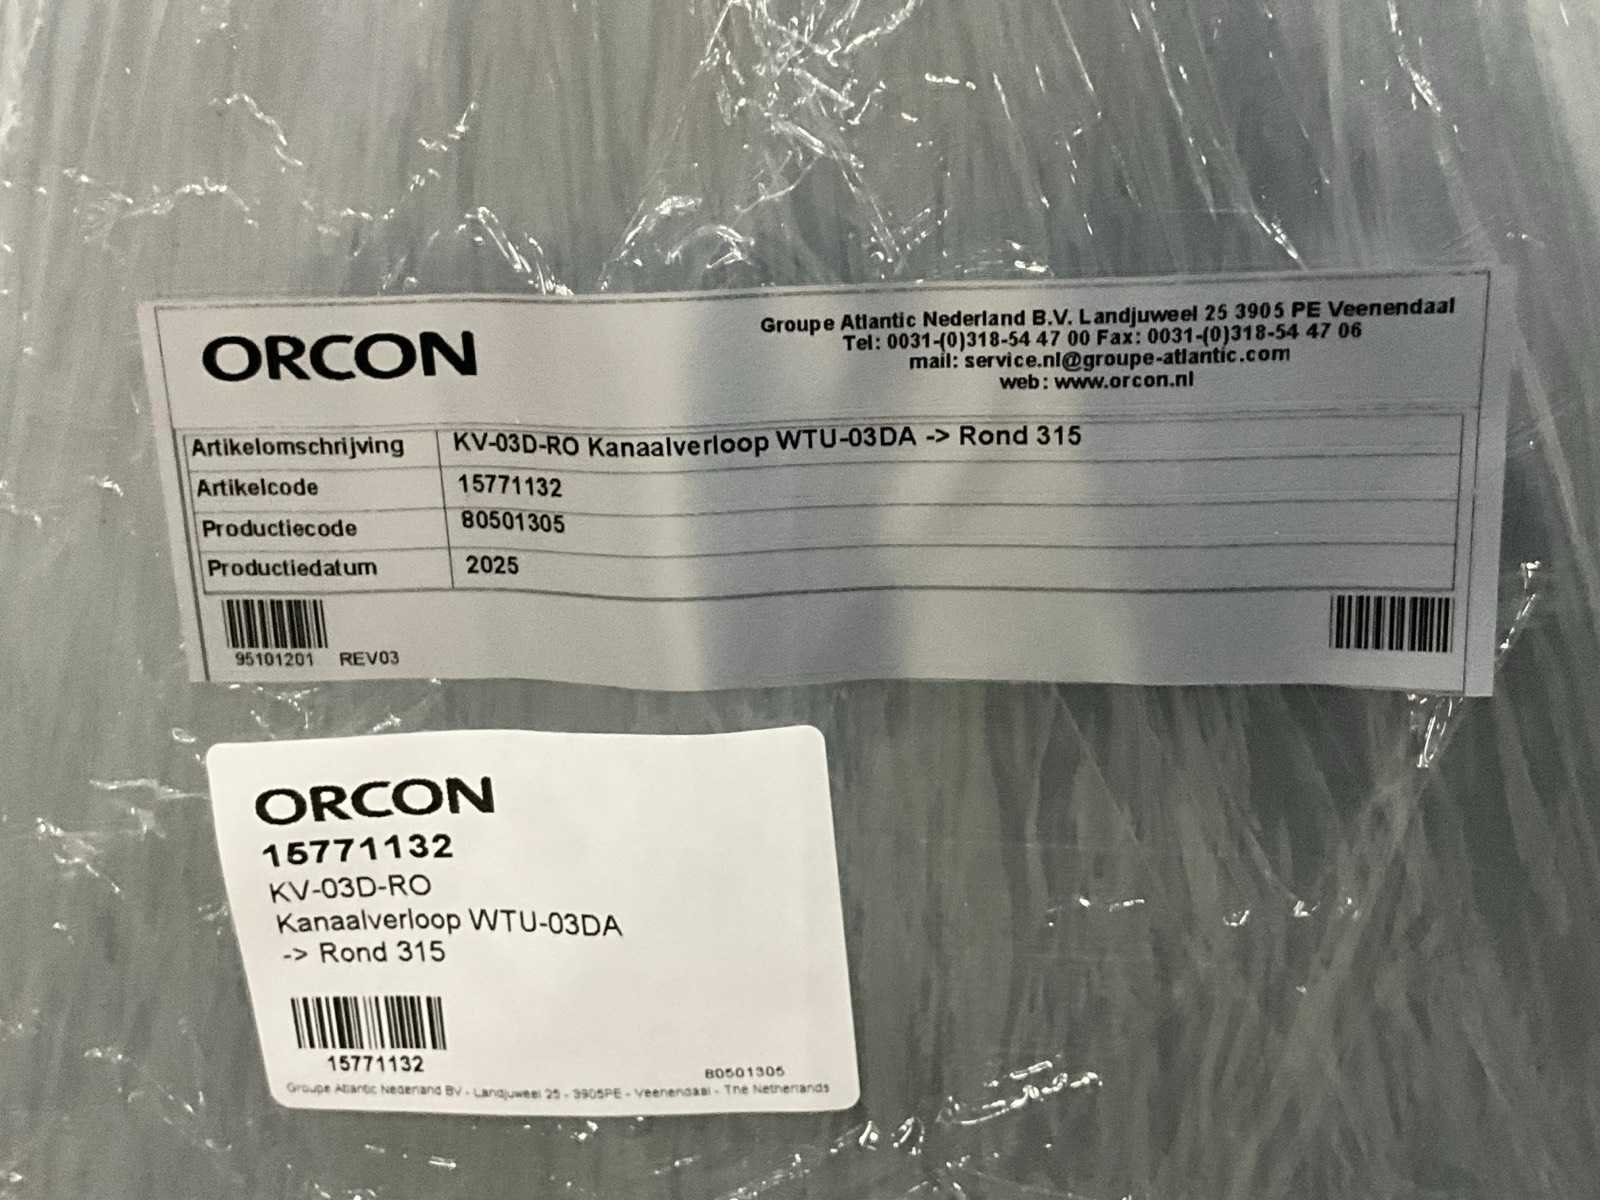 ORCON
Groupe Atlantic Nederland B.V. Landjuweel 25 3905 PE Veenendaal
Tel: 0031-(0)318-54 47 00 Fax: 0031-(0)318-54 47 06
mail: service.nl@groupe-atlantic.com
web: www.orcon.nl
Artikelomschrijving KV-03D-RO Kanaalverloop WTU-03DA -> Rond 315
Artikelcode 15771132
Productiecode 80501305
Productiedatum 2025
95101201 REV03
ORCON
15771132
KV-03D-RO
Kanaalverloop WTU-03DA
-> Rond 315
15771132
80501305
Groupe Atlantic Nederland BV - Landjuweel 25 - 3905PE - Veenendaal - The Netherlands